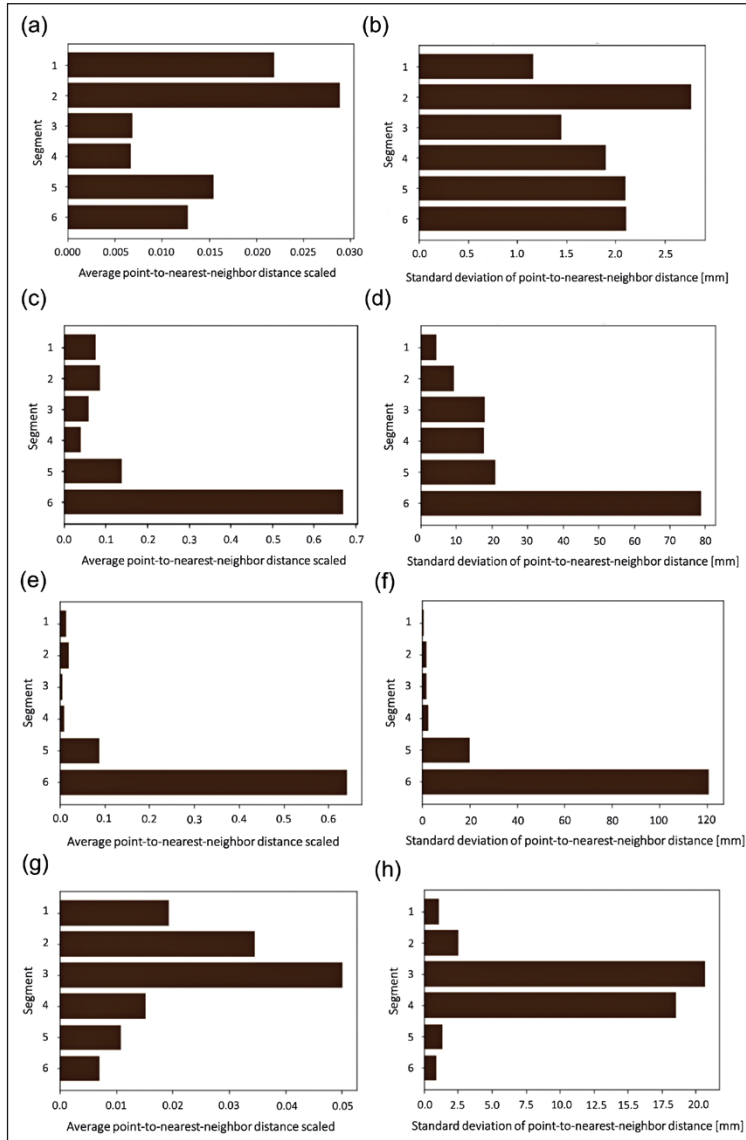 (a)
1
2
3
4
5
6
Segment
0.000 0.005 0.010 0.015 0.020 0.025 0.030
Average point-to-nearest-neighbor distance scaled
(b)
1
2
3
4
5
6
Segment
0.0 0.5 1.0 1.5 2.0 2.5
Standard deviation of point-to-nearest-neighbor distance [mm]
(c)
1
2
3
4
5
6
Segment
0.0 0.1 0.2 0.3 0.4 0.5 0.6 0.7
Average point-to-nearest-neighbor distance scaled
(d)
1
2
3
4
5
6
Segment
0 10 20 30 40 50 60 70 80
Standard deviation of point-to-nearest-neighbor distance [mm]
(e)
1
2
3
4
5
6
Segment
0.0 0.1 0.2 0.3 0.4 0.5 0.6
Average point-to-nearest-neighbor distance scaled
(f)
1
2
3
4
5
6
Segment
0 20 40 60 80 100 120
Standard deviation of point-to-nearest-neighbor distance [mm]
(g)
1
2
3
4
5
6
Segment
0.0 0.01 0.02 0.03 0.04 0.05
Average point-to-nearest-neighbor distance scaled
(h)
1
2
3
4
5
6
Segment
0.0 2.5 5.0 7.5 10.0 12.5 15.0 17.5 20.0
Standard deviation of point-to-nearest-neighbor distance [mm]